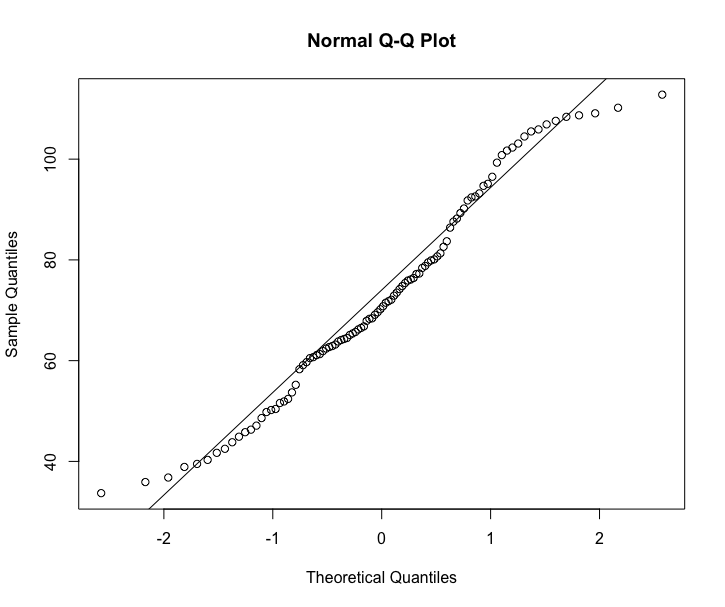 Normal Q-Q Plot
Sample Quantiles
100
80
60
40
-2 -1 0 1 2
Theoretical Quantiles